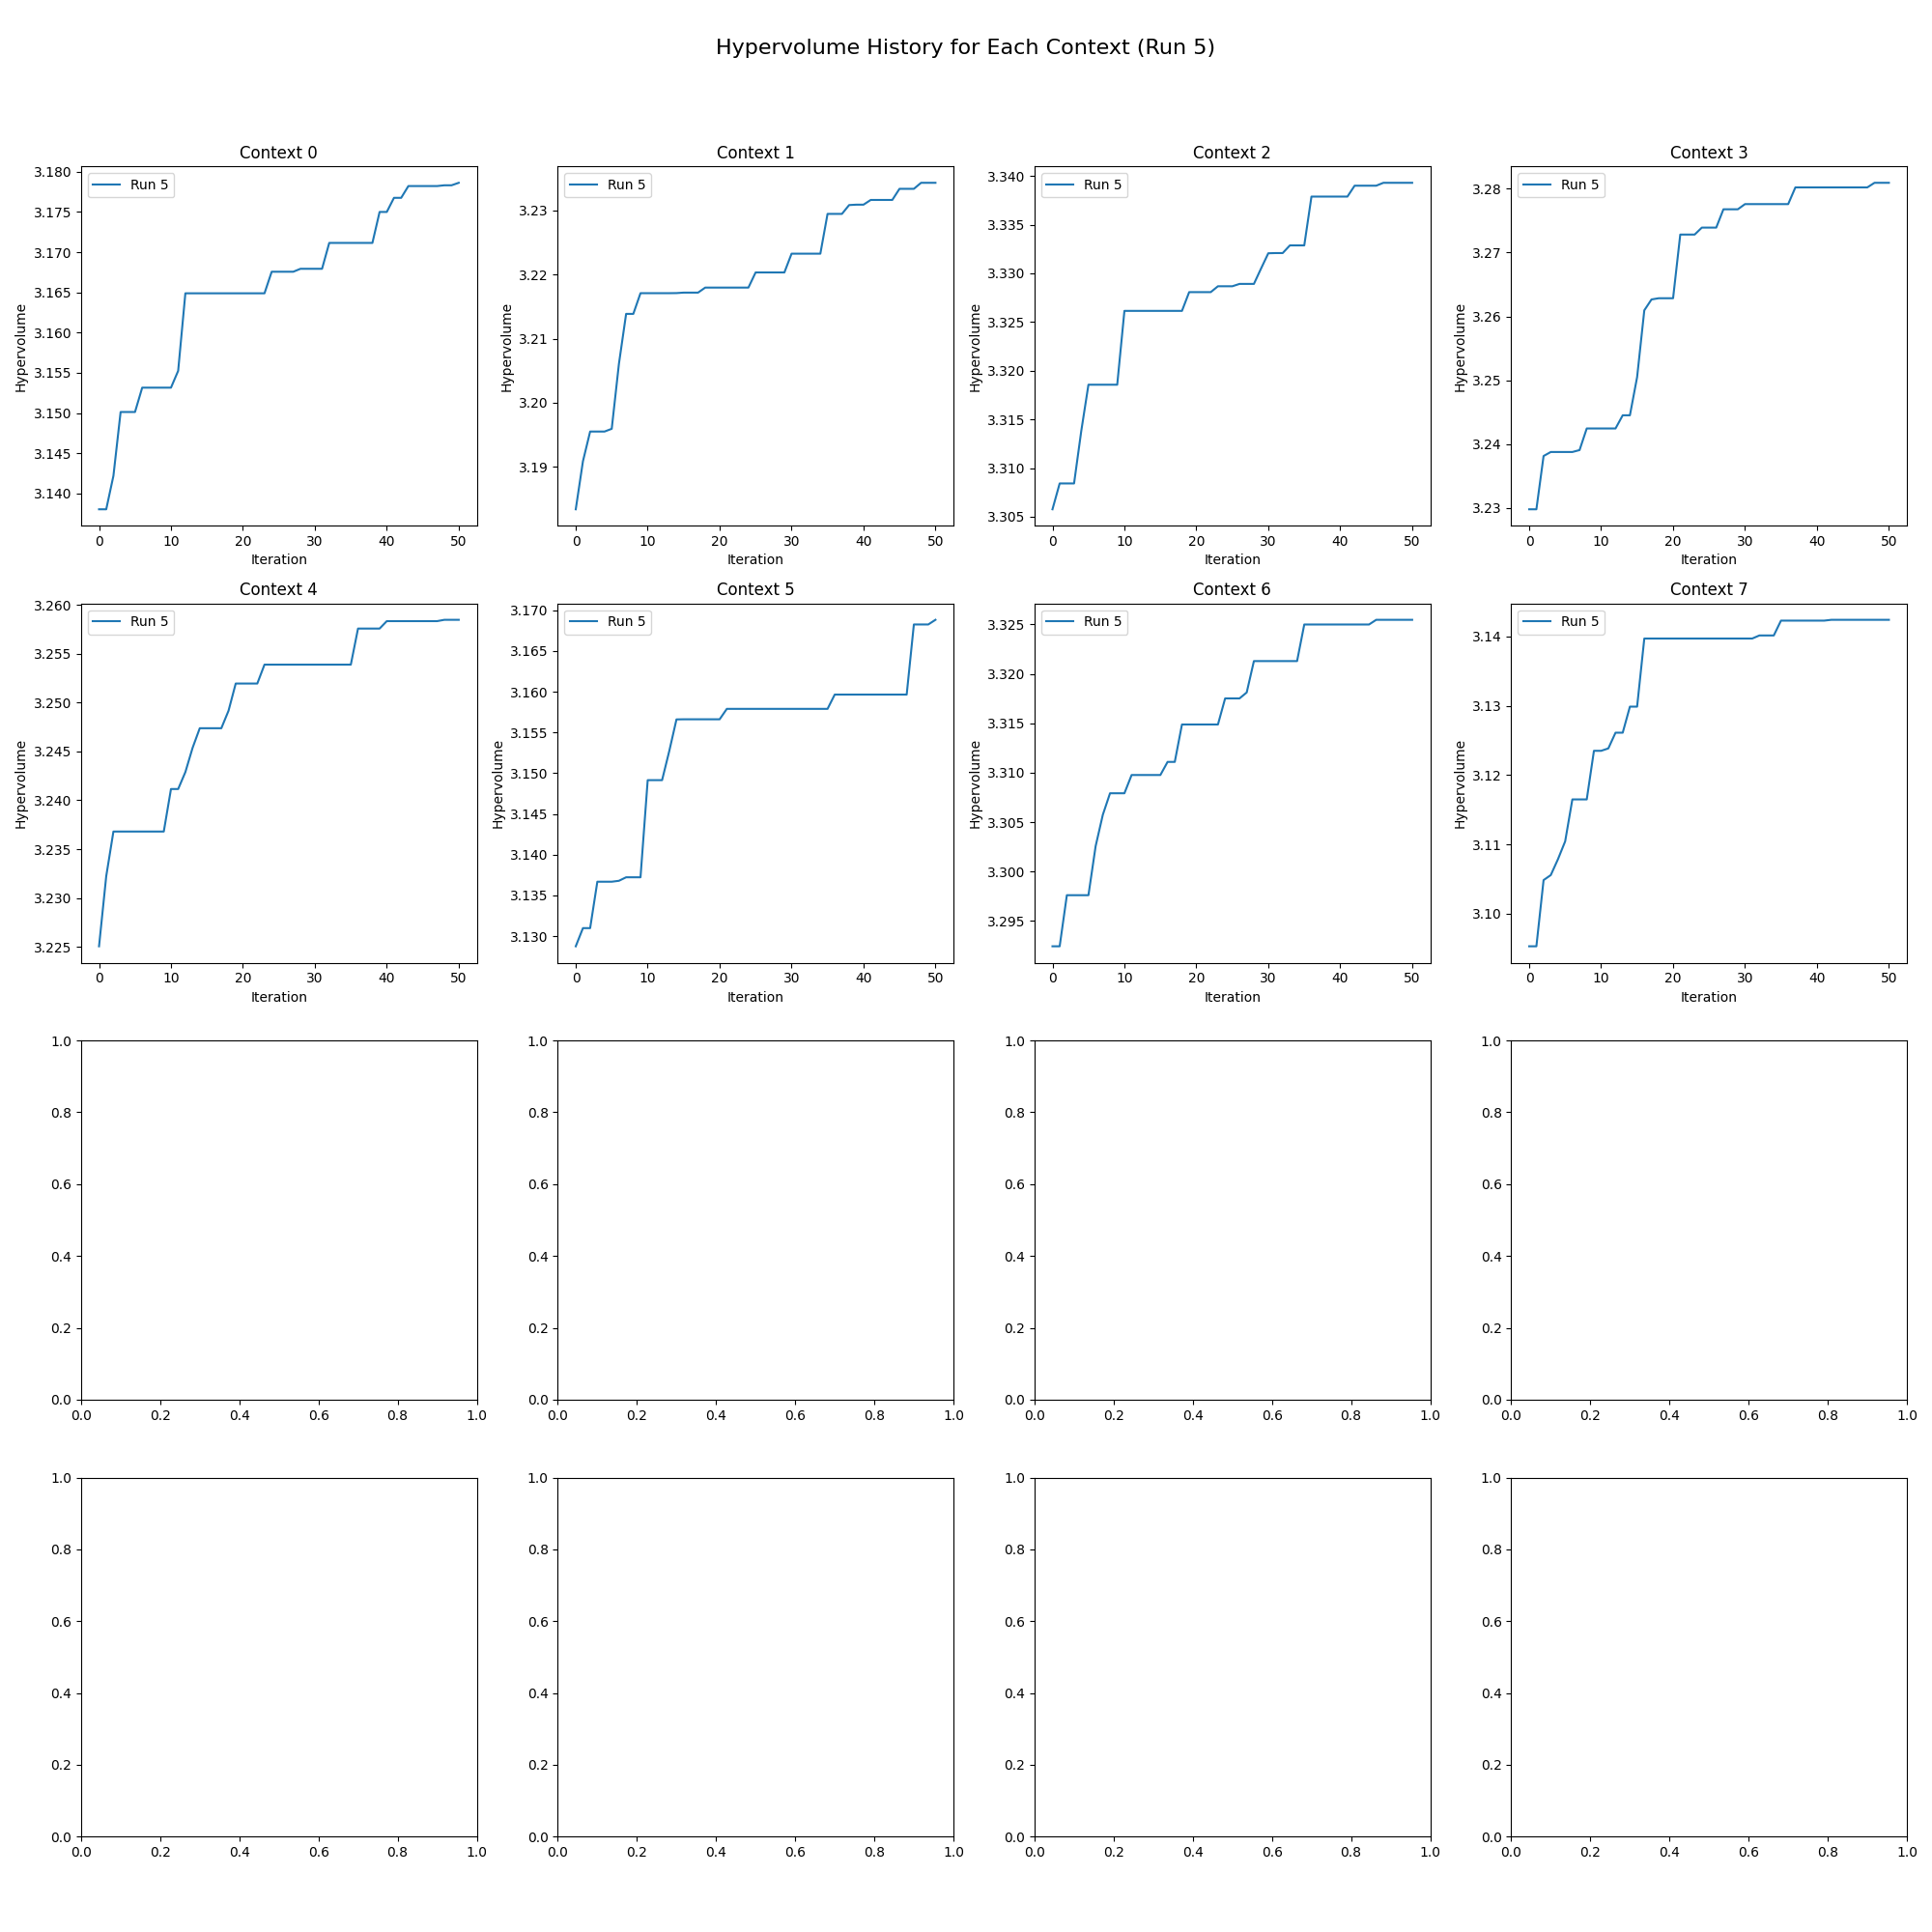 Hypervolume History for Each Context (Run 5)
Context 0
Run 5
3.180
3.175
3.170
3.165
3.160
3.155
3.150
3.145
3.140
Hypervolume
0 10 20 30 40 50
Iteration
Context 1
Run 5
3.23
3.22
3.21
3.20
3.19
Hypervolume
0 10 20 30 40 50
Iteration
Context 2
Run 5
3.340
3.335
3.330
3.325
3.320
3.315
3.310
3.305
Hypervolume
0 10 20 30 40 50
Iteration
Context 3
Run 5
3.28
3.27
3.26
3.25
3.24
3.23
Hypervolume
0 10 20 30 40 50
Iteration
Context 4
Run 5
3.260
3.255
3.250
3.245
3.240
3.235
3.230
3.225
Hypervolume
0 10 20 30 40 50
Iteration
Context 5
Run 5
3.170
3.165
3.160
3.155
3.150
3.145
3.140
3.135
3.130
Hypervolume
0 10 20 30 40 50
Iteration
Context 6
Run 5
3.325
3.320
3.315
3.310
3.305
3.300
3.295
Hypervolume
0 10 20 30 40 50
Iteration
Context 7
Run 5
3.14
3.13
3.12
3.11
3.10
Hypervolume
0 10 20 30 40 50
Iteration
1.0
0.8
0.6
0.4
0.2
0.0
0.0 0.2 0.4 0.6 0.8 1.0
1.0
0.8
0.6
0.4
0.2
0.0
0.0 0.2 0.4 0.6 0.8 1.0
1.0
0.8
0.6
0.4
0.2
0.0
0.0 0.2 0.4 0.6 0.8 1.0
1.0
0.8
0.6
0.4
0.2
0.0
0.0 0.2 0.4 0.6 0.8 1.0
1.0
0.8
0.6
0.4
0.2
0.0
0.0 0.2 0.4 0.6 0.8 1.0
1.0
0.8
0.6
0.4
0.2
0.0
0.0 0.2 0.4 0.6 0.8 1.0
1.0
0.8
0.6
0.4
0.2
0.0
0.0 0.2 0.4 0.6 0.8 1.0
1.0
0.8
0.6
0.4
0.2
0.0
0.0 0.2 0.4 0.6 0.8 1.0